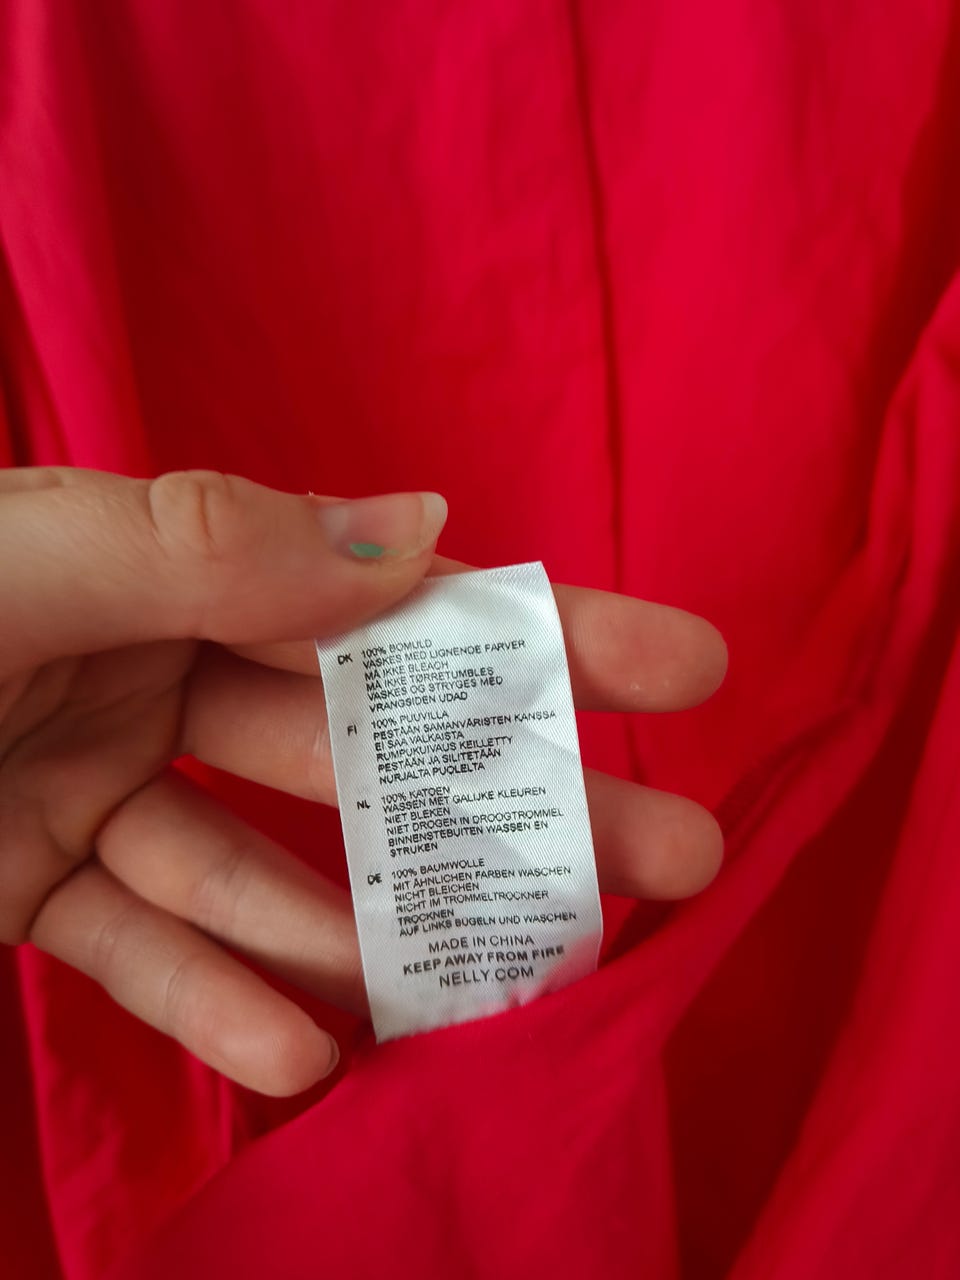 DK 100% BOMULD
VASKES MED LIGNENDE FARVER
MÅ IKKE BLEACH
MÅ IKKE TØRRETUMBLES
VASKES OG STRYGES MED
VRANGSIDEN UDAD
FI 100% PUUVILLA
PESTÄÄN SAMANVÄRISTEN KANSSA
EI SAA VALKAISTA
RUMPUKUIVAUS KEILLETTY
PESTÄÄN JA SILITETÄÄN
NURJALTA PUOLELTA
NL 100% KATOEN
WASSEN MET GALIJKE KLEUREN
NIET BLEKEN
NIET DROGEN IN DROOGTROMMEL
BINNENSTEBUITEN WASSEN EN
STRIJKEN
DE 100% BAUMWOLLE
MIT ÄHNLICHEN FARBEN WASCHEN
NICHT BLEICHEN
NICHT IM TROMMELTROCKNER
TROCKNEN
AUF LINKS BÜGELN UND WASCHEN
MADE IN CHINA
KEEP AWAY FROM FIRE
NELLY.COM